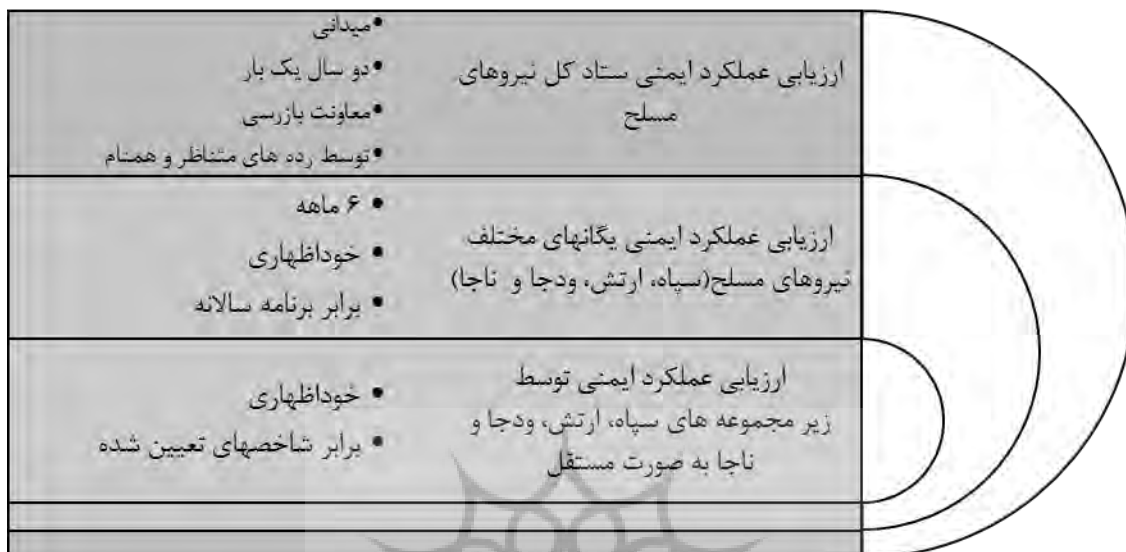 ارزیابی عملکرد ایمنی ستاد کل نیروهای
مسلح
•میدانی
•دو سال یک بار
•معاونت بازرسی
•توسط رده های متناظر و همنام
ارزیابی عملکرد ایمنی یگانهای مختلف
نیروهای مسلح(سپاه، ارتش، ودجا و ناجا)
• ۶ ماهه
• خوداظهاری
• برابر برنامه سالانه
ارزیابی عملکرد ایمنی توسط
زیر مجموعه های سپاه، ارتش، ودجا و
ناجا به صورت مستقل
• خوداظهاری
• برابر شاخصهای تعیین شده